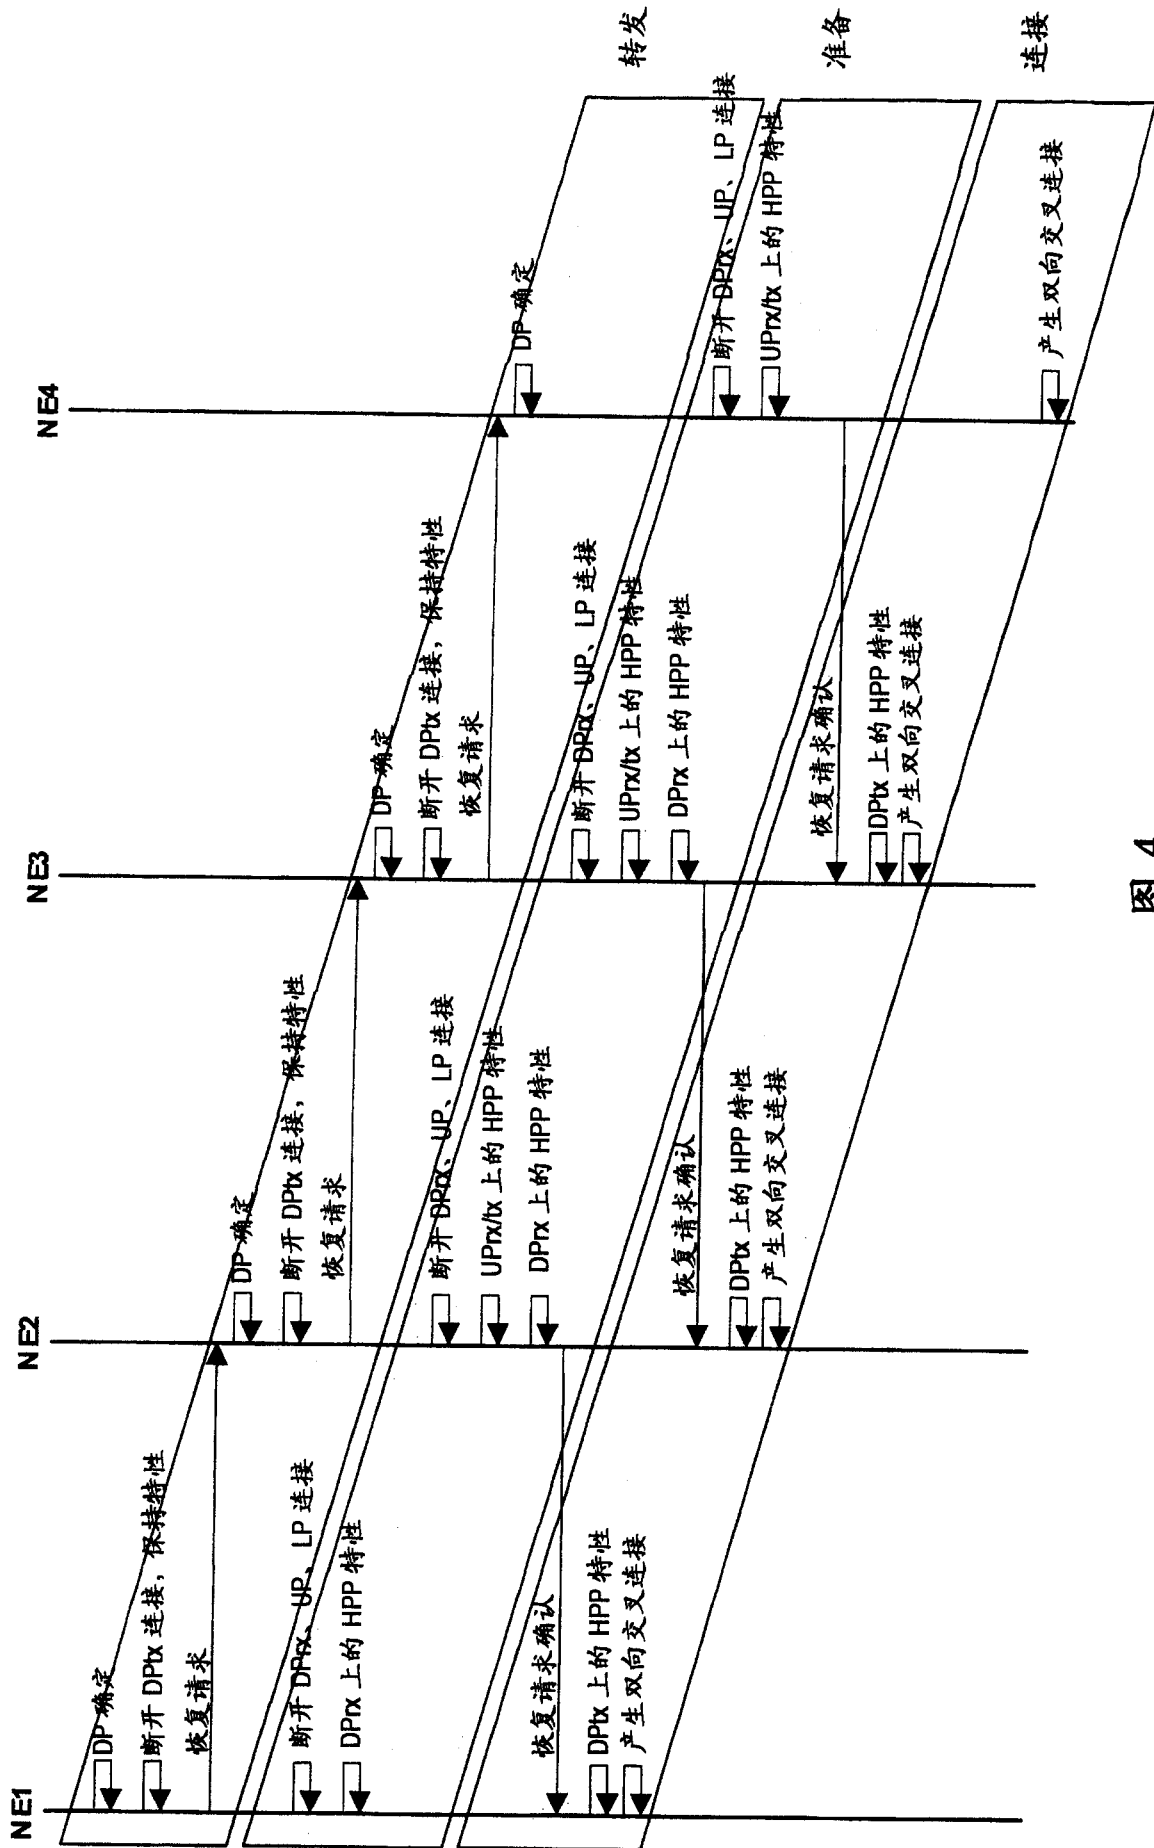 NE1
NE2
NE3
NE4
DP 确定
断开 DPtx 连接，保持特性
恢复请求
断开 DPrx、UP、LP 连接
DPrx 上的 HPP 特性
恢复请求确认
DPtx 上的 HPP 特性
产生双向交叉连接
DP 确定
断开 DPtx 连接，保持特性
恢复请求
断开 DPrx、UP、LP 连接
UPrx/tx 上的 HPP 特性
DPrx 上的 HPP 特性
恢复请求确认
DPtx 上的 HPP 特性
产生双向交叉连接
DP 确定
断开 DPtx 连接，保持特性
恢复请求
断开 DPrx、UP、LP 连接
UPrx/tx 上的 HPP 特性
DPrx 上的 HPP 特性
恢复请求确认
DPtx 上的 HPP 特性
产生双向交叉连接
DP 确定
断开 DPrx、UP、LP 连接
UPrx/tx 上的 HPP 特性
产生双向交叉连接
转发
准备
连接
图 4